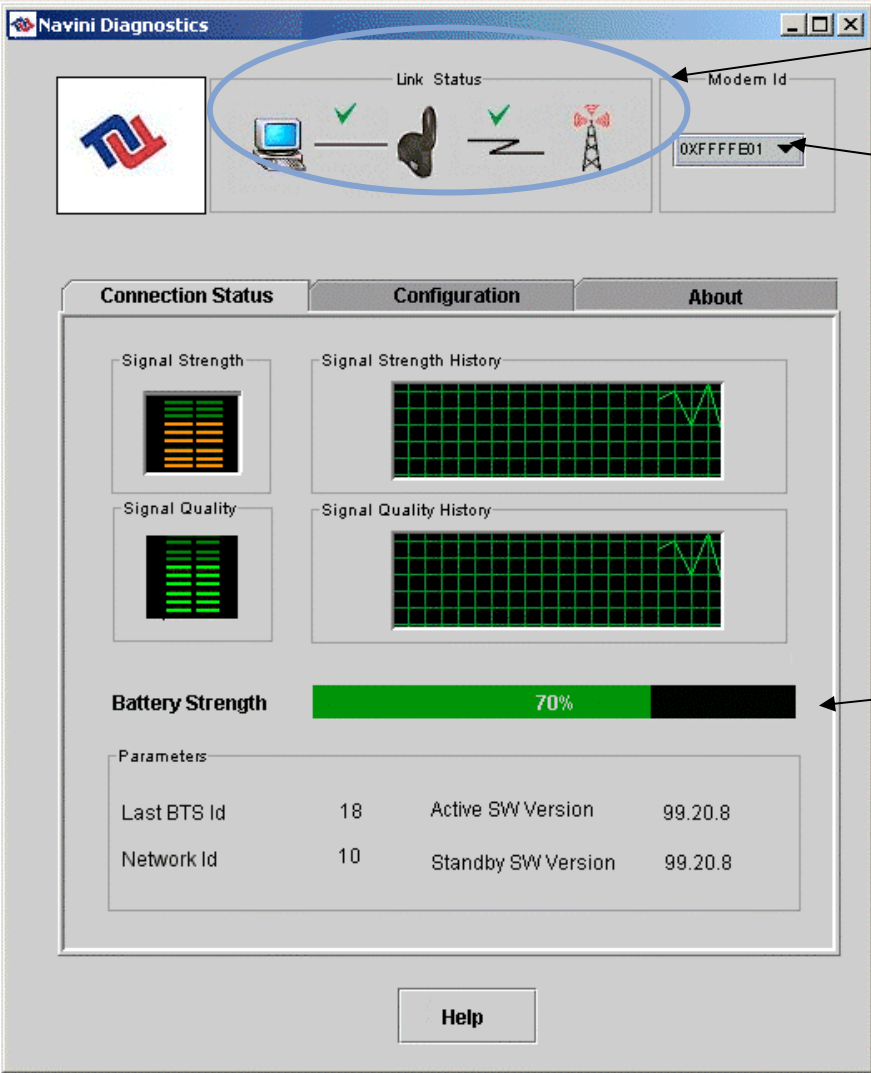 Navini Diagnostics
Link Status
Modem Id
0XFFFFE01
Connection Status
Configuration
About
Signal Strength
Signal Strength History
Signal Quality
Signal Quality History
Battery Strength
70%
Parameters
Last BTS Id 18 Active SW Version 99.20.8
Network Id 10 Standby SW Version 99.20.8
Help